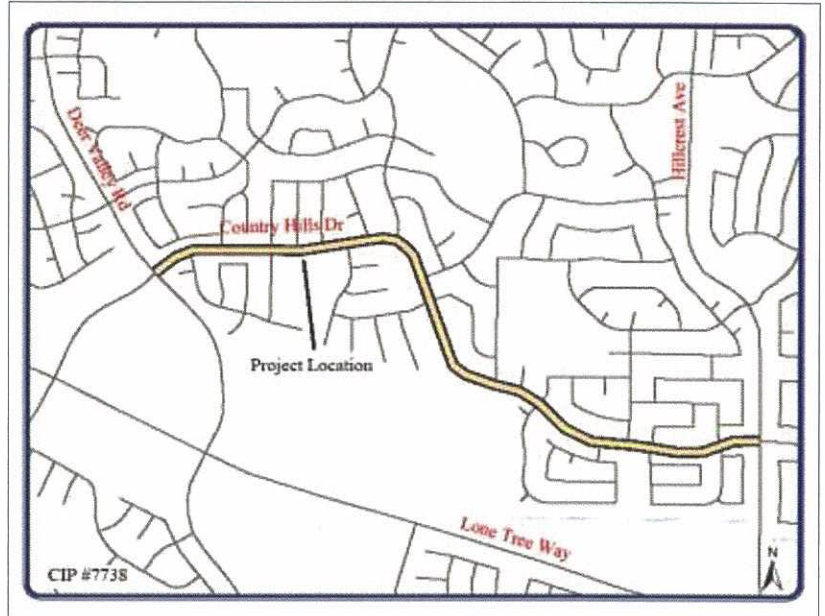 Deer Valley Rd
Hillcrest Ave
Country Hills Dr
Project Location
Lone Tree Way
CIP #7738
N